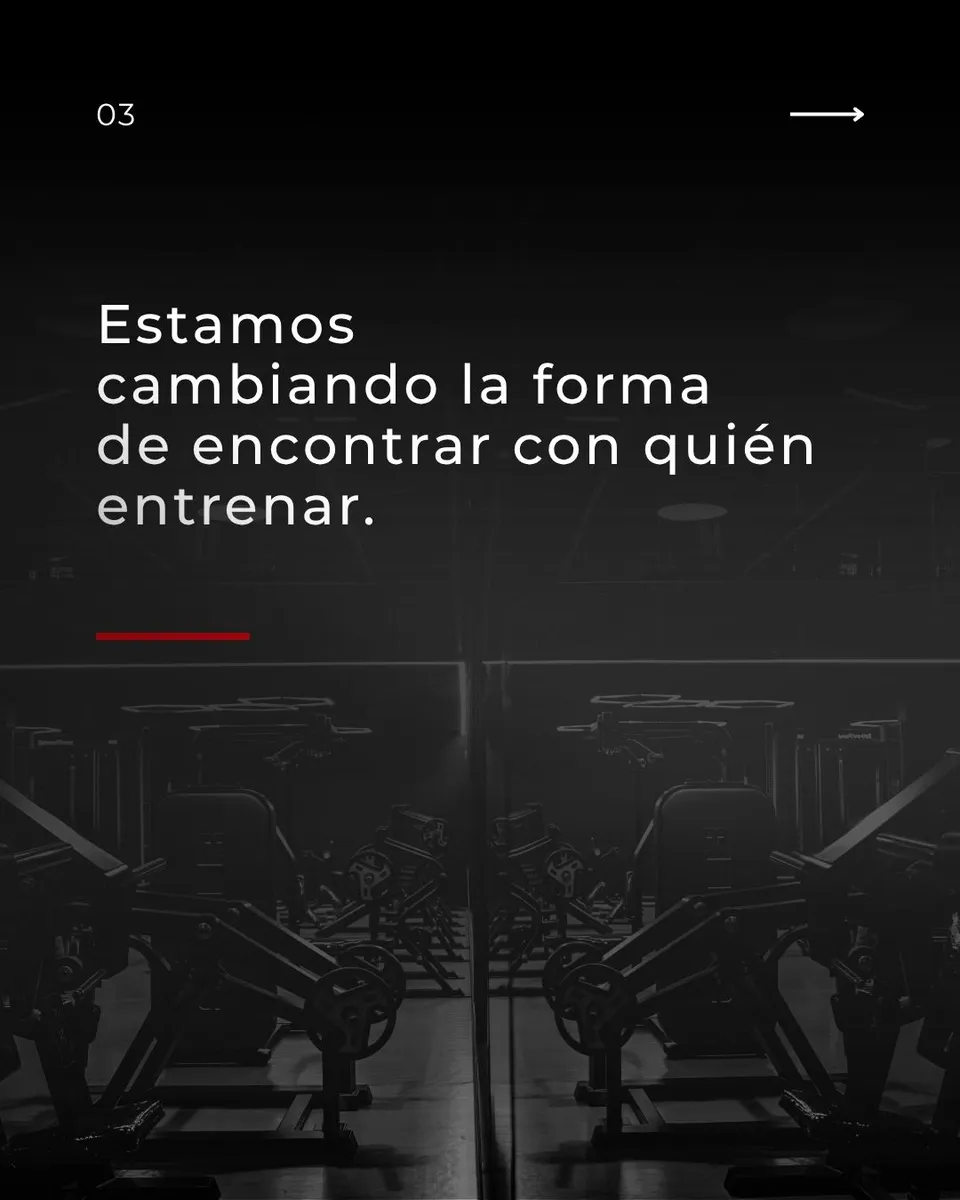 03
Estamos
cambiando la forma
de encontrar con quién
entrenar.